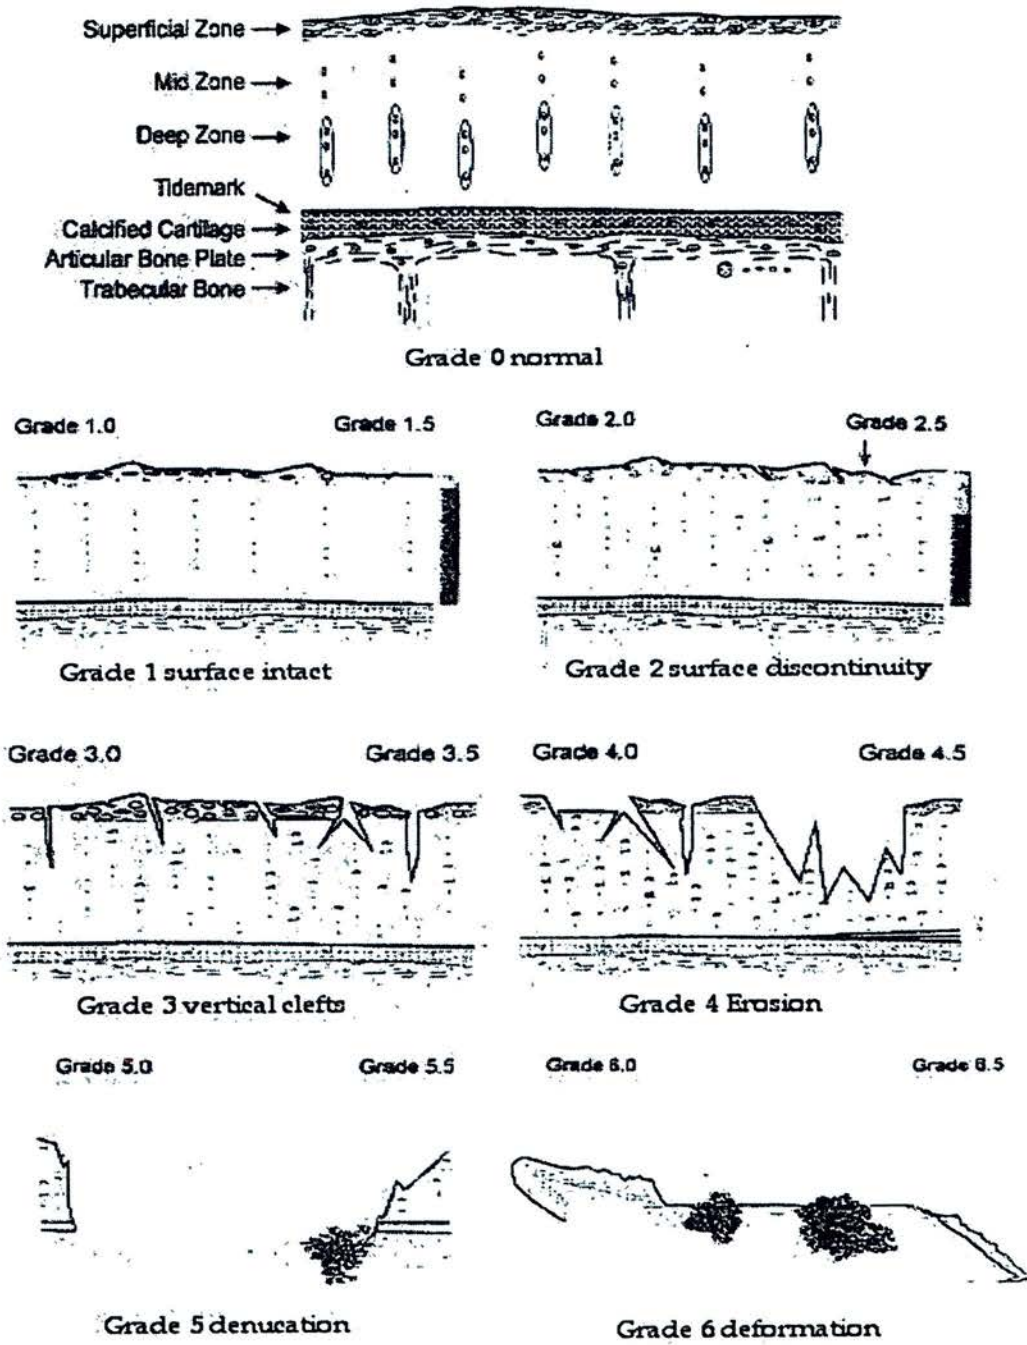 Superficial Zone
Mid Zone
Deep Zone
Tidemark
Calcified Cartilage
Articular Bone Plate
Trabecular Bone
Grade 0 normal
Grade 1.0 Grade 1.5
Grade 2.0 Grade 2.5
Grade 1 surface intact
Grade 2 surface discontinuity
Grade 3.0 Grade 3.5
Grade 4.0 Grade 4.5
Grade 3 vertical clefts
Grade 4 Erosion
Grade 5.0 Grade 5.5
Grade 6.0 Grade 6.5
Grade 5 denucation
Grade 6 deformation